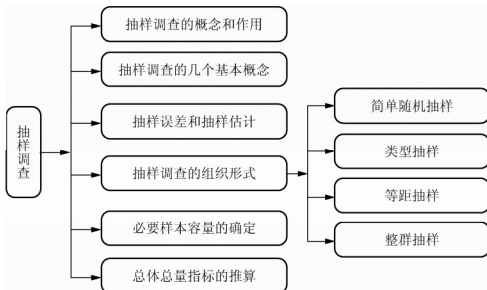 抽样调查的概念和作用
抽样调查的几个基本概念
抽样调查
抽样误差和抽样估计
抽样调查的组织形式
必要样本容量的确定
总体总量指标的推算
简单随机抽样
类型抽样
等距抽样
整群抽样